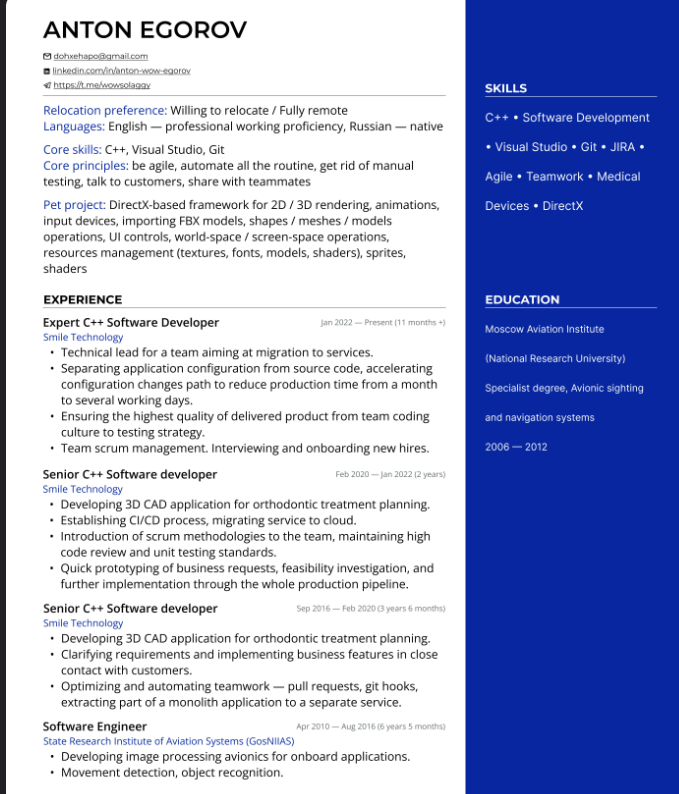 ANTON EGOROV
dohxehapo@gmail.com
linkedin.com/in/anton-wow-egorov
https://t.me/wowsolaggy
Relocation preference: Willing to relocate / Fully remote
Languages: English — professional working proficiency, Russian — native
Core skills: C++, Visual Studio, Git
Core principles: be agile, automate all the routine, get rid of manual
testing, talk to customers, share with teammates
Pet project: DirectX-based framework for 2D / 3D rendering, animations,
input devices, importing FBX models, shapes / meshes / models
operations, UI controls, world-space / screen-space operations,
resources management (textures, fonts, models, shaders), sprites,
shaders
EXPERIENCE
Expert C++ Software Developer Jan 2022 — Present (11 months +)
Smile Technology
• Technical lead for a team aiming at migration to services.
• Separating application configuration from source code, accelerating
configuration changes path to reduce production time from a month
to several working days.
• Ensuring the highest quality of delivered product from team coding
culture to testing strategy.
• Team scrum management. Interviewing and onboarding new hires.
Senior C++ Software developer Feb 2020 — Jan 2022 (2 years)
Smile Technology
• Developing 3D CAD application for orthodontic treatment planning.
• Establishing CI/CD process, migrating service to cloud.
• Introduction of scrum methodologies to the team, maintaining high
code review and unit testing standards.
• Quick prototyping of business requests, feasibility investigation, and
further implementation through the whole production pipeline.
Senior C++ Software developer Sep 2016 — Feb 2020 (3 years 6 months)
Smile Technology
• Developing 3D CAD application for orthodontic treatment planning.
• Clarifying requirements and implementing business features in close
contact with customers.
• Optimizing and automating teamwork — pull requests, git hooks,
extracting part of a monolith application to a separate service.
Software Engineer Apr 2010 — Aug 2016 (6 years 5 months)
State Research Institute of Aviation Systems (GosNIIAS)
• Developing image processing avionics for onboard applications.
• Movement detection, object recognition.
SKILLS
C++ • Software Development
• Visual Studio • Git • JIRA •
Agile • Teamwork • Medical
Devices • DirectX
EDUCATION
Moscow Aviation Institute
(National Research University)
Specialist degree, Avionic sighting
and navigation systems
2006 — 2012